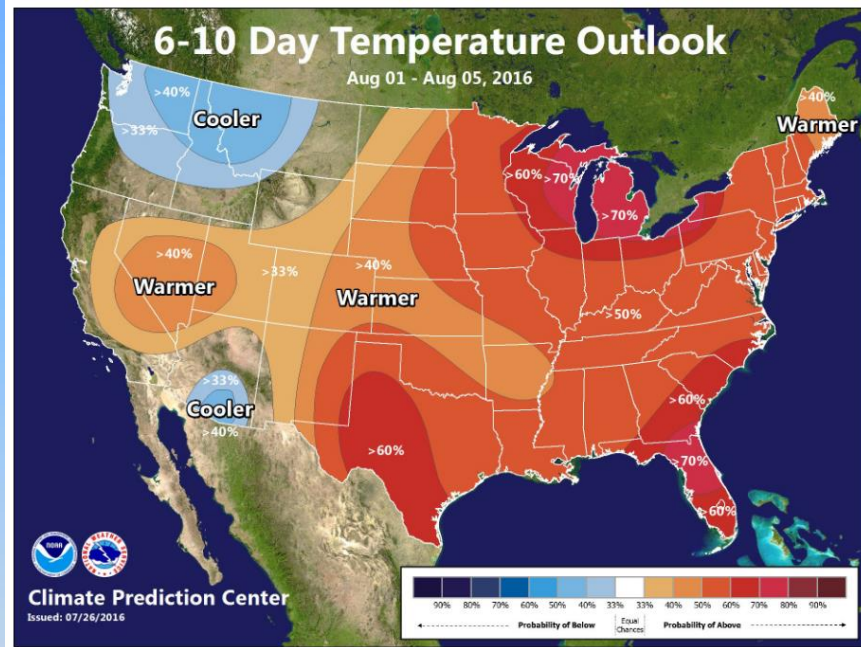 6-10 Day Temperature Outlook
Aug 01 - Aug 05, 2016
>40%
Cooler
>33%
>40%
Warmer
>60%
>70%
>70%
>40%
Warmer
>33%
>40%
Warmer
>50%
>33%
Cooler
>40%
>60%
>60%
>70%
>60%
NOAA
Climate Prediction Center
Issued: 07/26/2016
90% 80% 70% 60% 50% 40% 33% 33% 40% 50% 60% 70% 80% 90%
Probability of Below Equal Chances Probability of Above